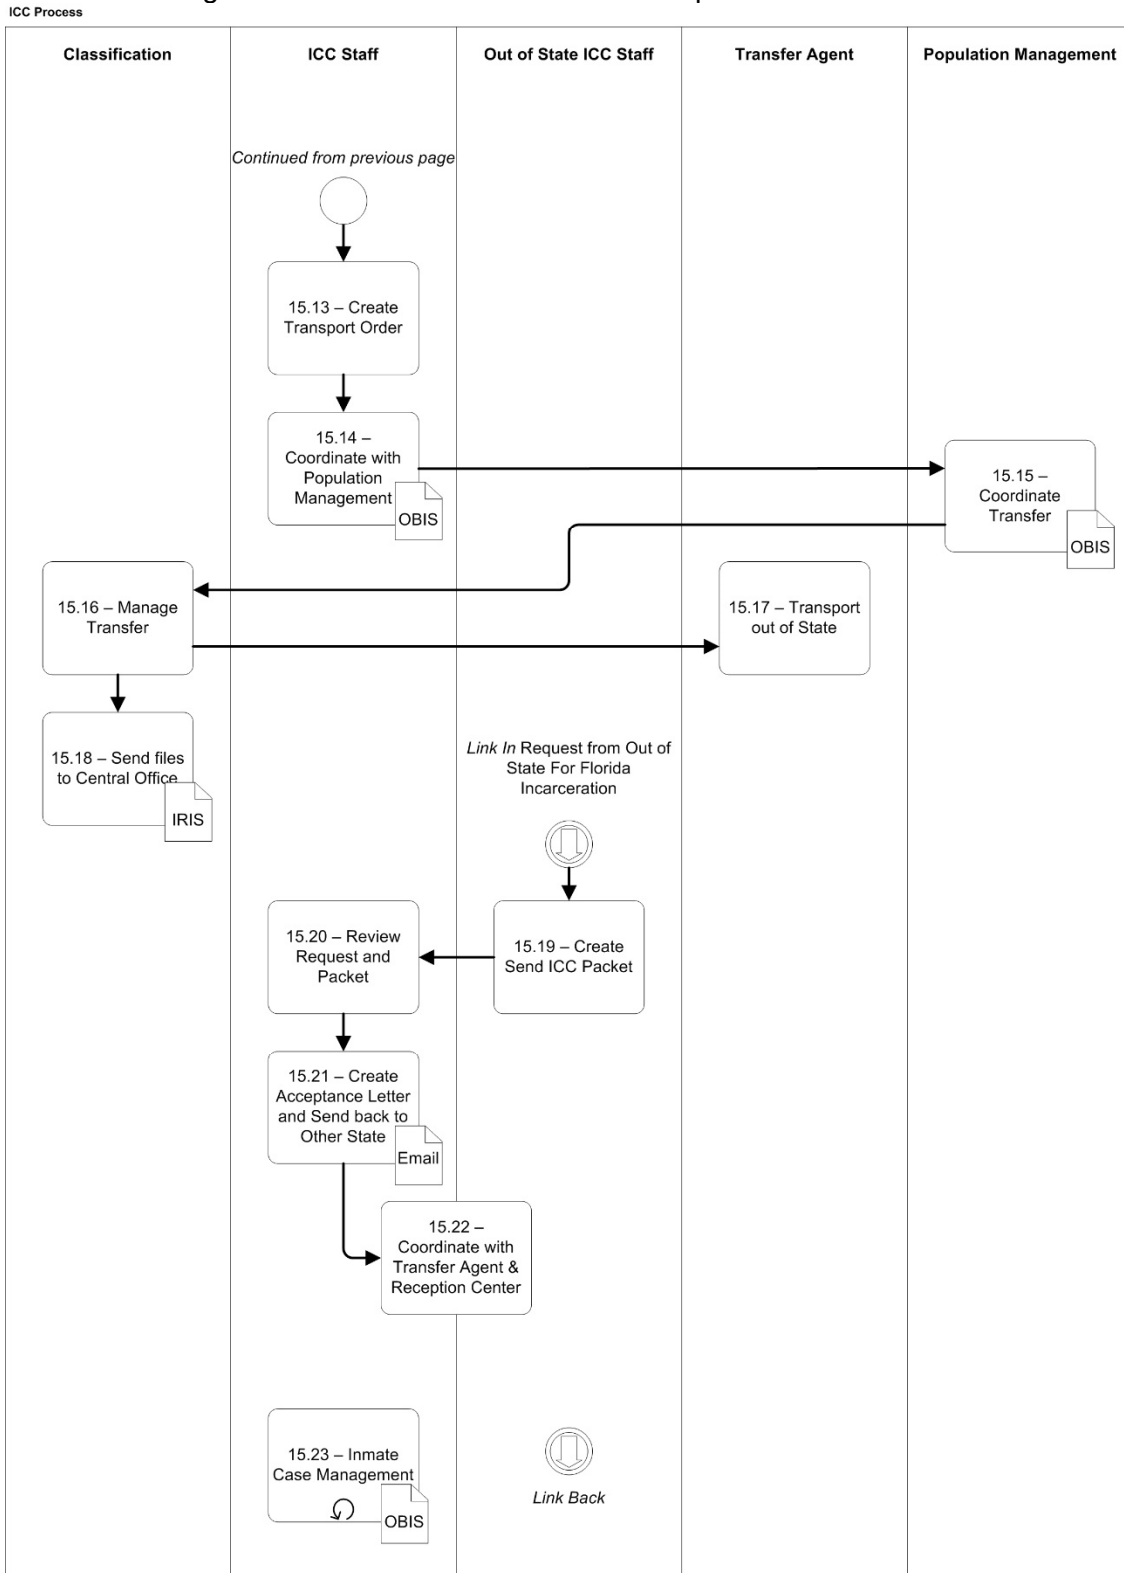 ICC Process
Classification
ICC Staff
Out of State ICC Staff
Transfer Agent
Population Management
Continued from previous page
15.13 – Create
Transport Order
15.14 –
Coordinate with
Population
Management
OBIS
15.15 –
Coordinate
Transfer
OBIS
15.16 – Manage
Transfer
15.17 – Transport
out of State
15.18 – Send files
to Central Office
IRIS
Link In Request from Out of
State For Florida
Incarceration
15.20 – Review
Request and
Packet
15.19 – Create
Send ICC Packet
15.21 – Create
Acceptance Letter
and Send back to
Other State
Email
15.22 –
Coordinate with
Transfer Agent &
Reception Center
15.23 – Inmate
Case Management
OBIS
Link Back